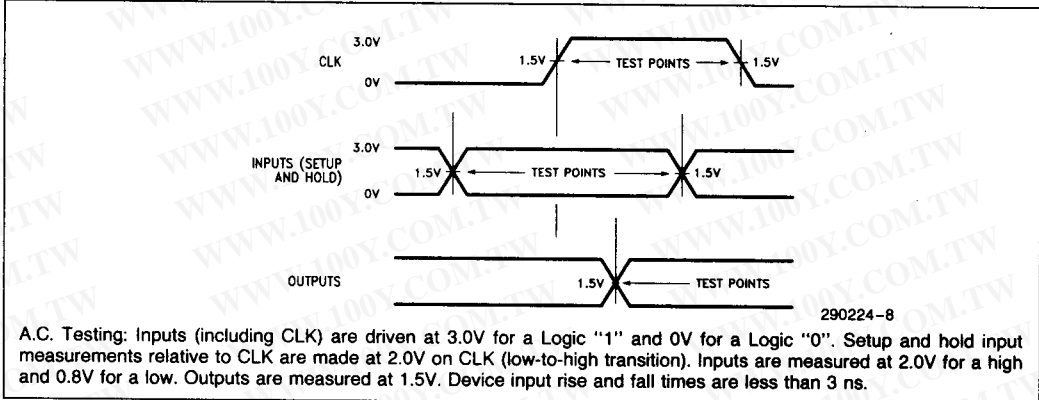 3.0V
CLK
1.5V
TEST POINTS
1.5V
0V
3.0V
INPUTS (SETUP
AND HOLD)
1.5V
TEST POINTS
1.5V
0V
OUTPUTS
1.5V
TEST POINTS
290224-8
A.C. Testing: Inputs (including CLK) are driven at 3.0V for a Logic "1" and 0V for a Logic "0". Setup and hold input
measurements relative to CLK are made at 2.0V on CLK (low-to-high transition). Inputs are measured at 2.0V for a high
and 0.8V for a low. Outputs are measured at 1.5V. Device input rise and fall times are less than 3 ns.
WWW.100Y.COM.TW